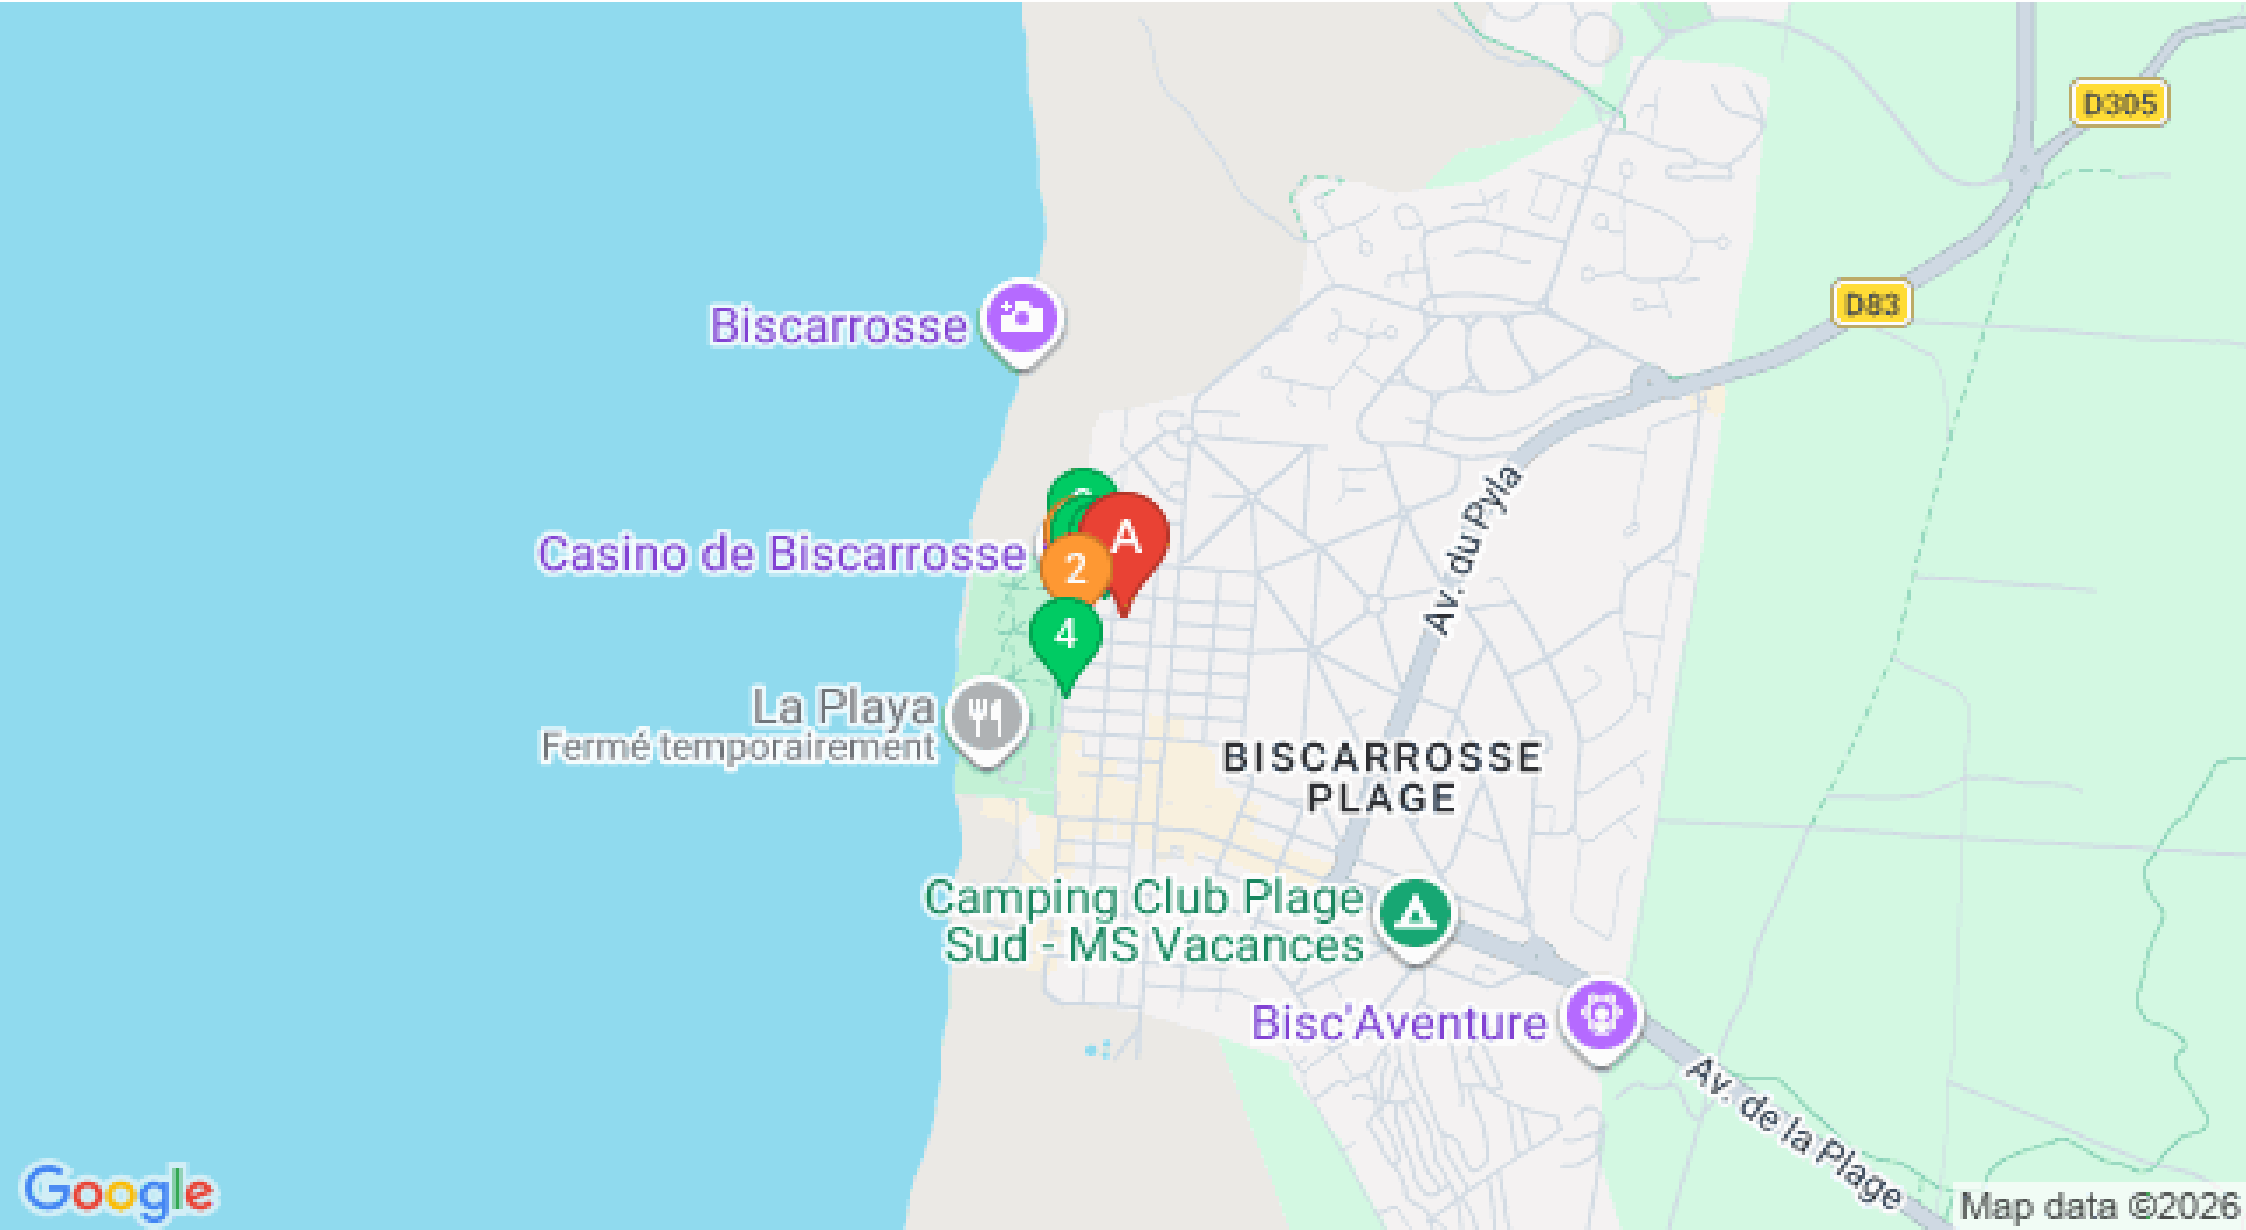 D305
D83
Biscarrosse
Av. du Pyla
A
Casino de Biscarrosse
2
4
La Playa
Fermé temporairement
BISCARROSSE
PLAGE
Camping Club Plage
Sud - MS Vacances
Bisc'Aventure
Av. de la Plage
Google
Map data ©2026